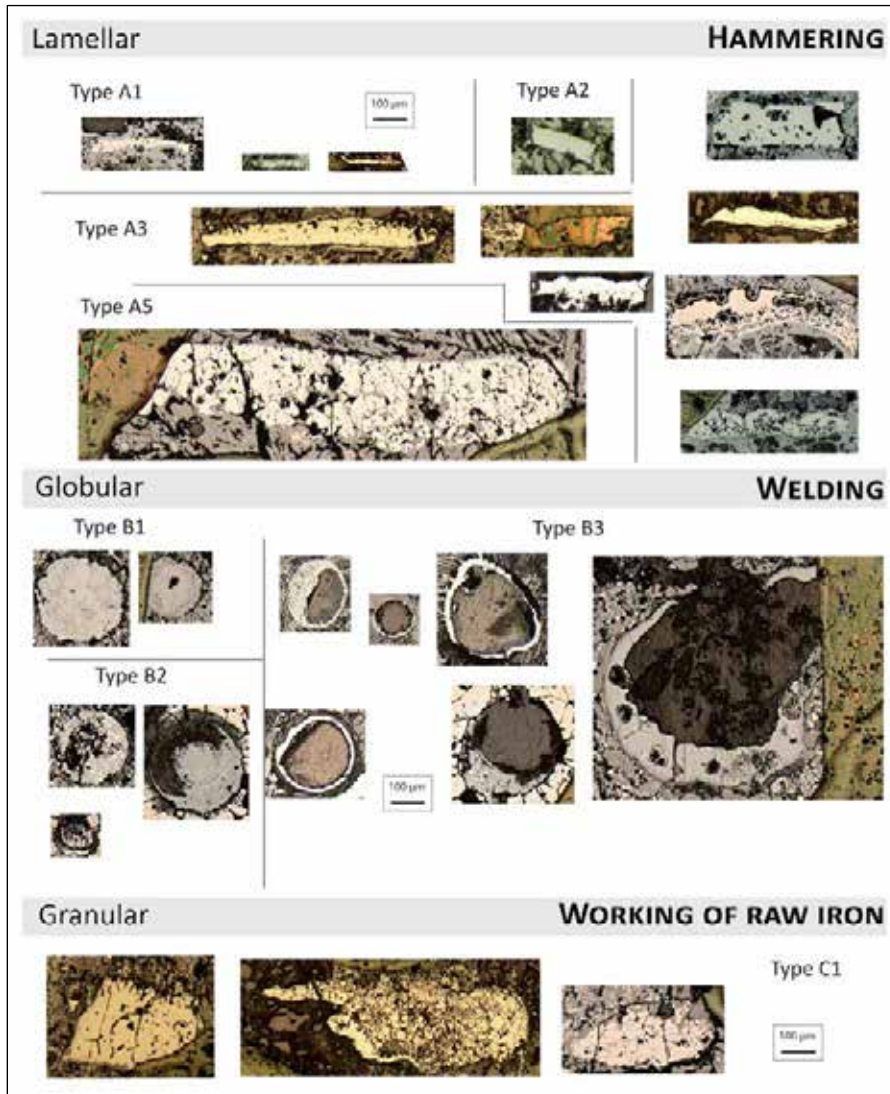 Lamellar HAMMERING
Type A1
100 µm
Type A2
Type A3
Type A5
Globular WELDING
Type B1
Type B3
Type B2
100 µm
Granular WORKING OF RAW IRON
Type C1
100 µm